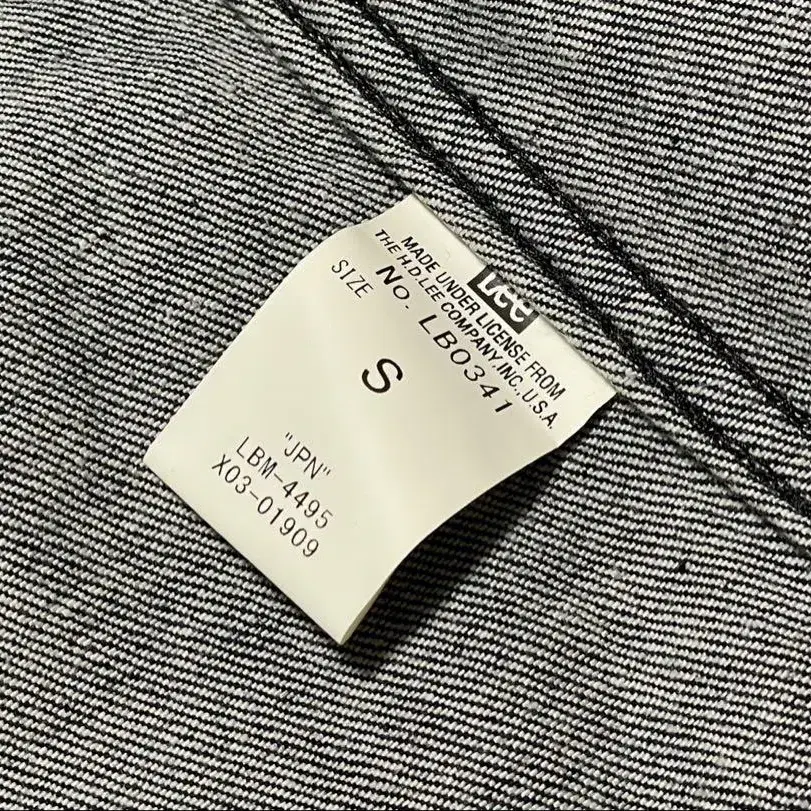 Lee
MADE UNDER LICENSE FROM
THE H.D.LEE COMPANY,INC.,U.S.A.
No. LB0341
SIZE
S
"JPN"
LBM-4495
X03-01909